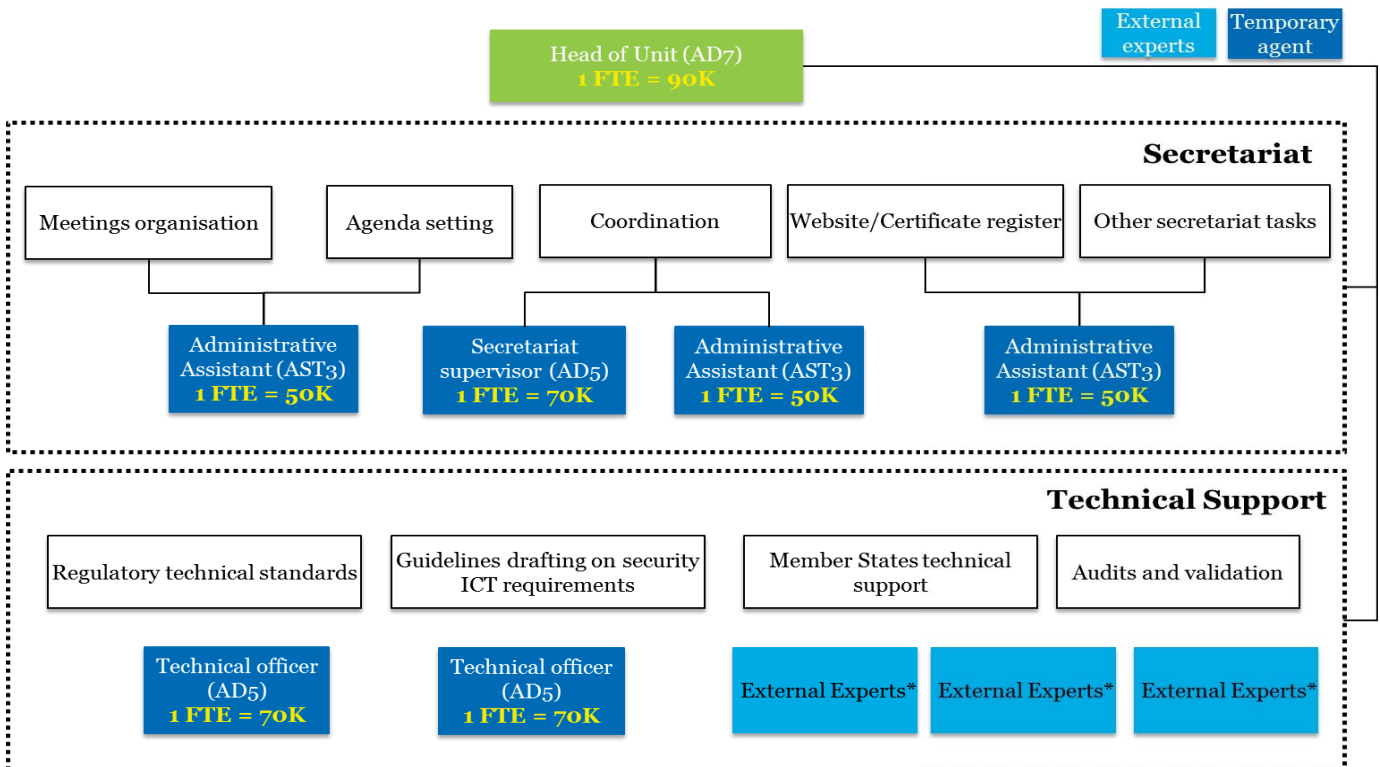 External
experts
Temporary
agent
Head of Unit (AD7)
1 FTE = 90K
Secretariat
Meetings organisation
Agenda setting
Coordination
Website/Certificate register
Other secretariat tasks
Administrative
Assistant (AST3)
1 FTE = 50K
Secretariat
supervisor (AD5)
1 FTE = 70K
Administrative
Assistant (AST3)
1 FTE = 50K
Administrative
Assistant (AST3)
1 FTE = 50K
Technical Support
Regulatory technical standards
Guidelines drafting on security
ICT requirements
Member States technical
support
Audits and validation
Technical officer
(AD5)
1 FTE = 70K
Technical officer
(AD5)
1 FTE = 70K
External Experts*
External Experts*
External Experts*